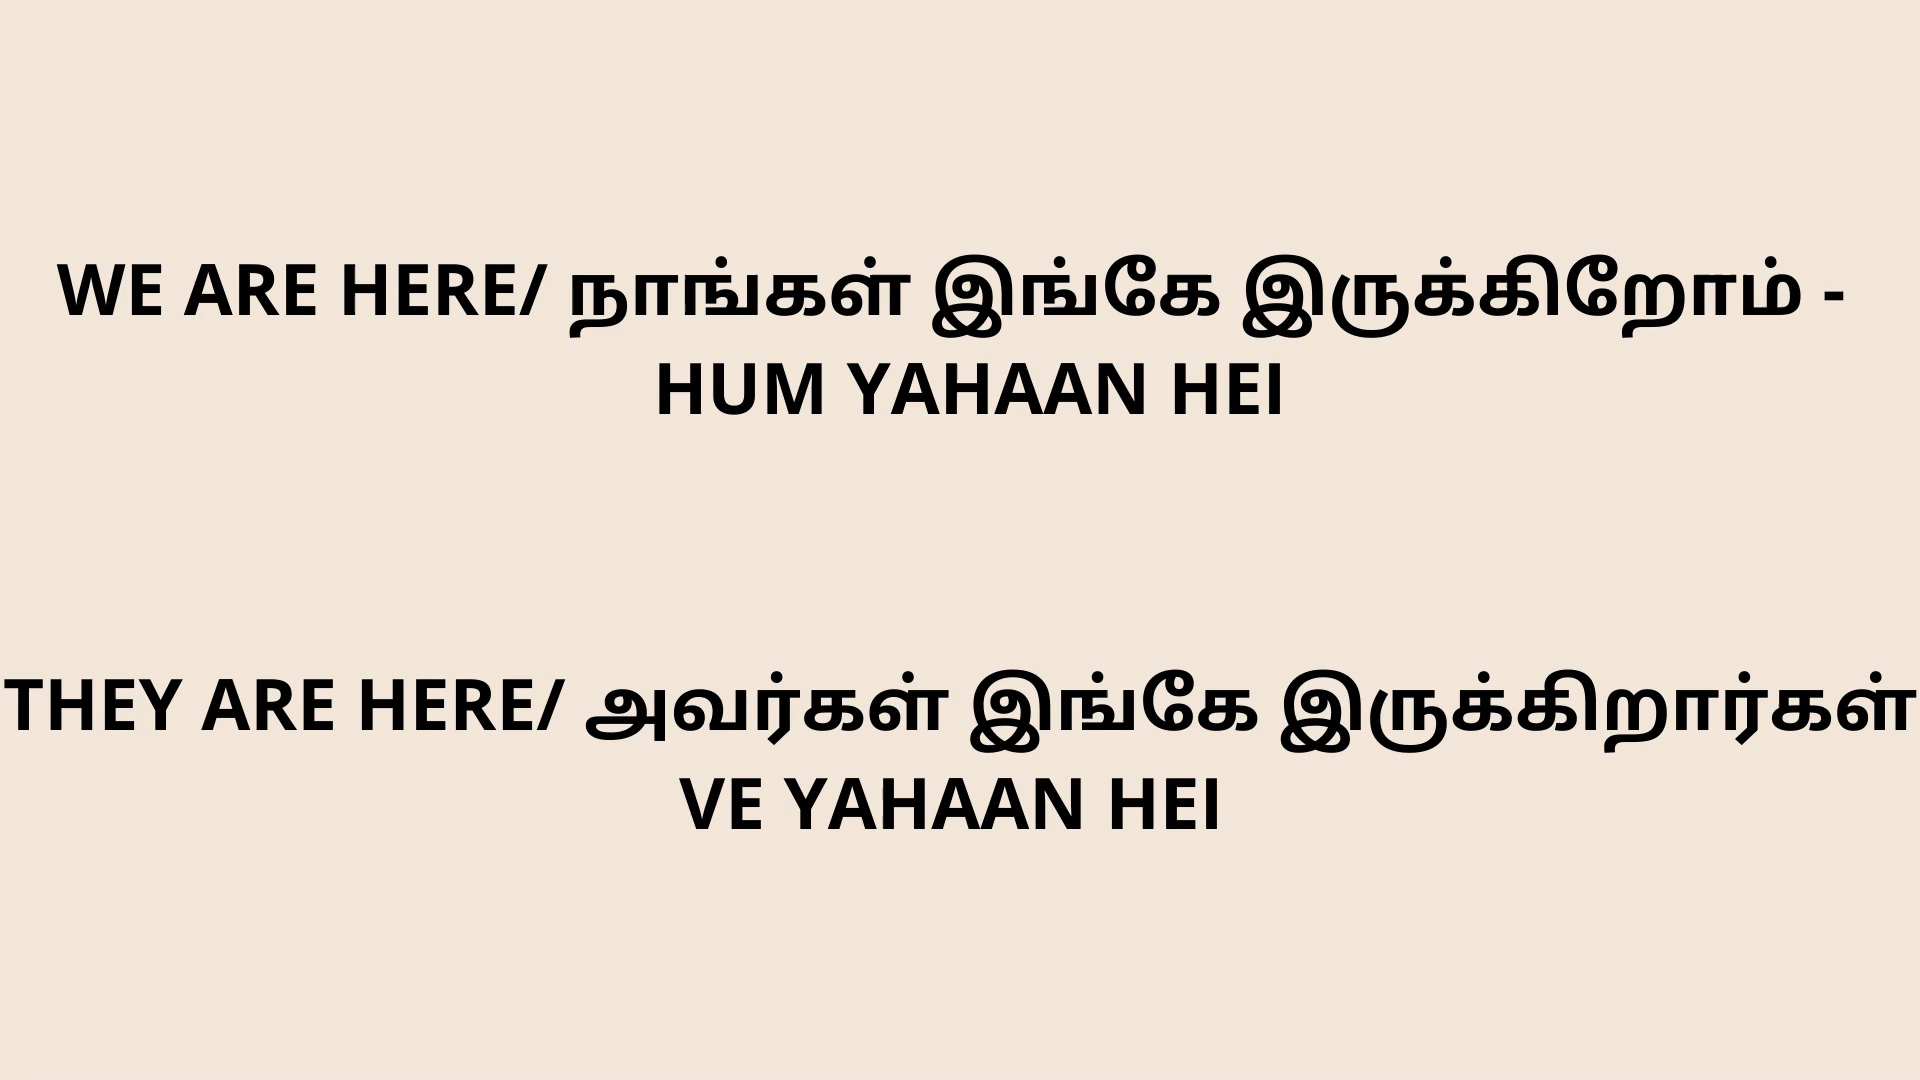 WE ARE HERE/ நாங்கள் இங்கே இருக்கிறோம் -
HUM YAHAAN HEI
THEY ARE HERE/ அவர்கள் இங்கே இருக்கிறார்கள்
VE YAHAAN HEI